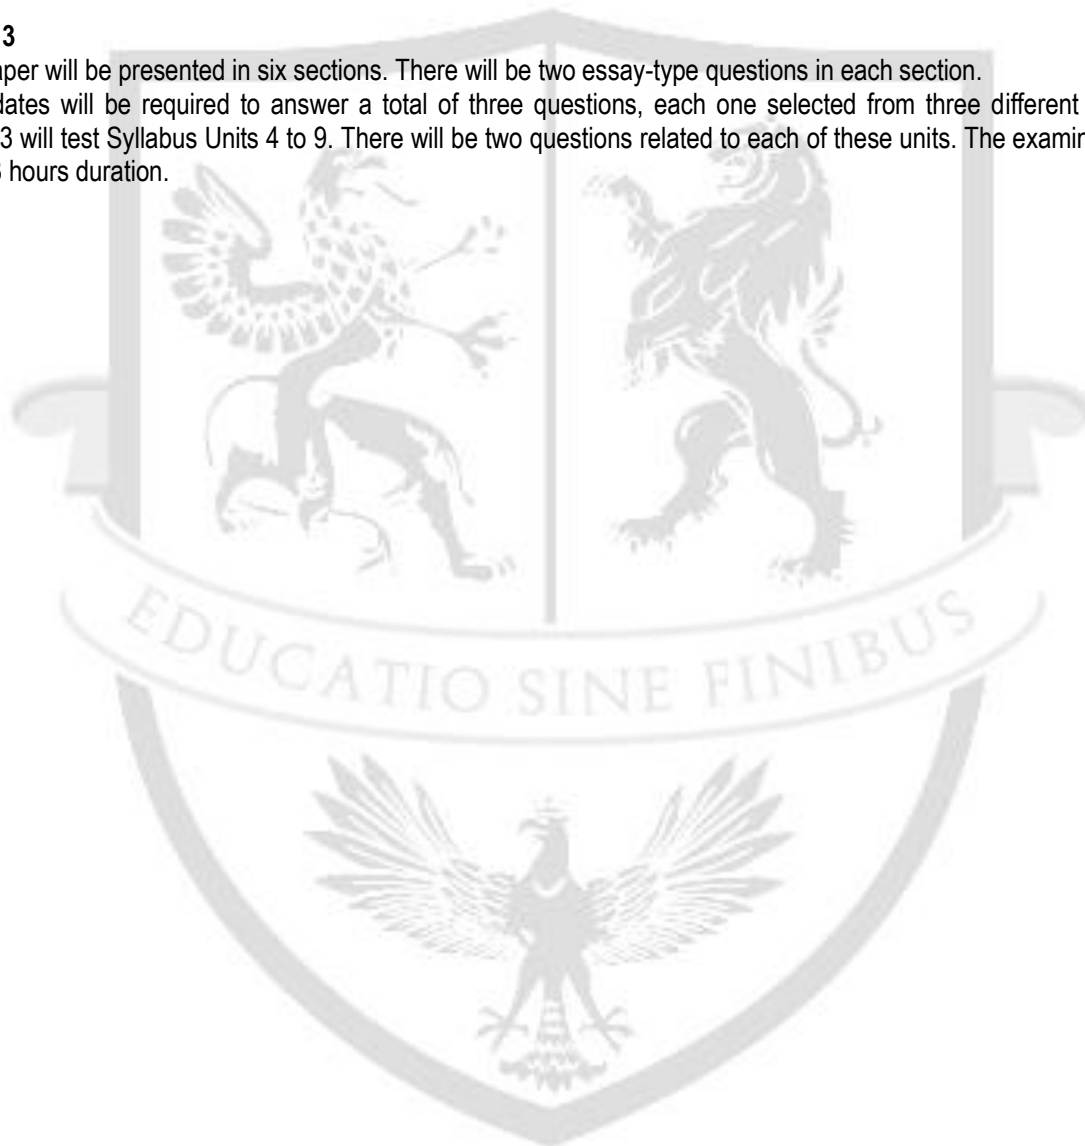 3
aper will be presented in six sections. There will be two essay-type questions in each section.
dates will be required to answer a total of three questions, each one selected from three different
3 will test Syllabus Units 4 to 9. There will be two questions related to each of these units. The examin
3 hours duration.
EDUCATIO SINE FINIBUS